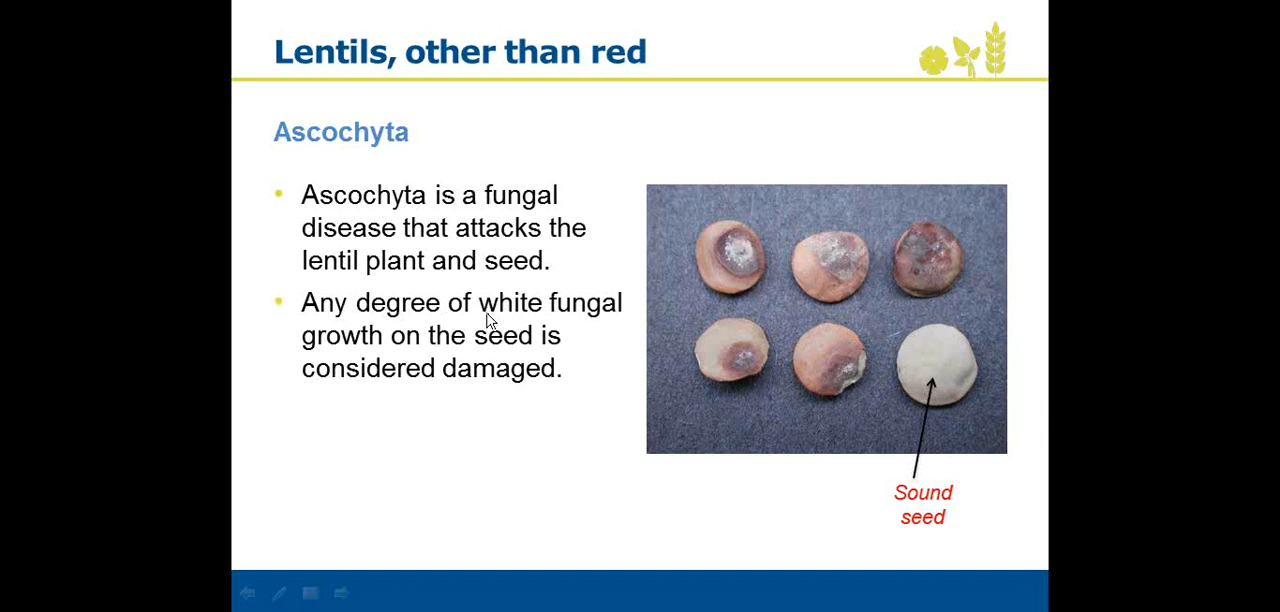 Lentils, other than red
Ascochyta
• Ascochyta is a fungal
disease that attacks the
lentil plant and seed.
• Any degree of white fungal
growth on the seed is
considered damaged.
Sound
seed